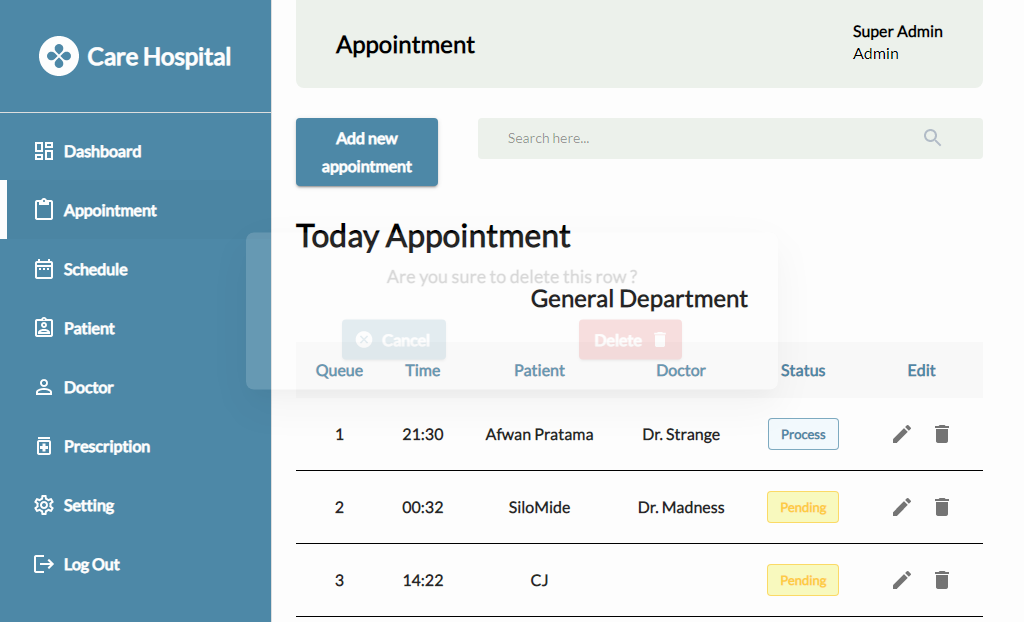 Care Hospital
Dashboard
Appointment
Schedule
Patient
Doctor
Prescription
Setting
Log Out
Appointment
Super Admin
Admin
Add new
appointment
Search here...
Today Appointment
Are you sure to delete this row ?
General Department
Cancel
Delete
Queue Time Patient Doctor Status Edit
1 21:30 Afwan Pratama Dr. Strange Process
2 00:32 SiloMide Dr. Madness Pending
3 14:22 CJ Pending